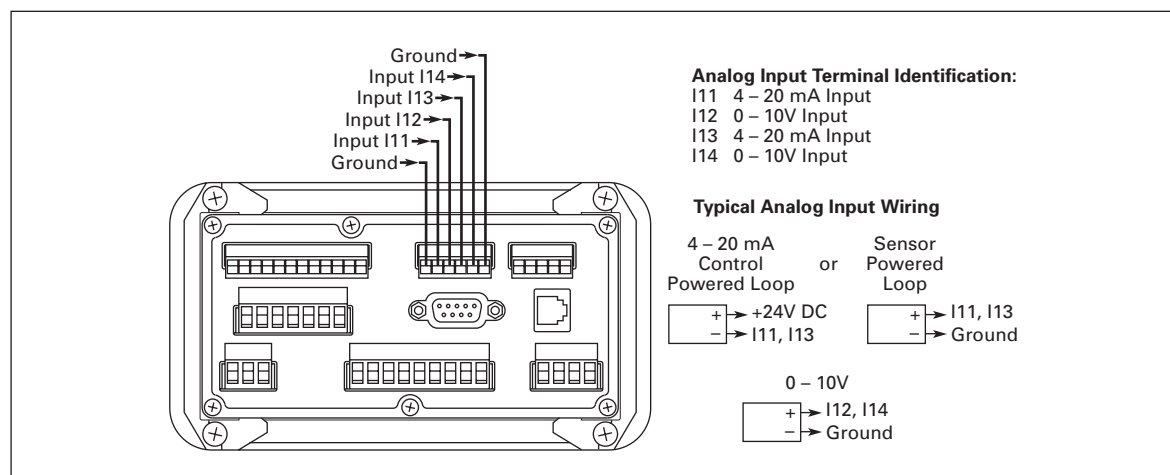 Ground
Input I14
Input I13
Input I12
Input I11
Ground
Analog Input Terminal Identification:
I11 4 – 20 mA Input
I12 0 – 10V Input
I13 4 – 20 mA Input
I14 0 – 10V Input
Typical Analog Input Wiring
4 – 20 mA
Control
Powered Loop
or
Sensor
Powered
Loop
+ +24V DC
– I11, I13
+ I11, I13
– Ground
0 – 10V
+ I12, I14
– Ground